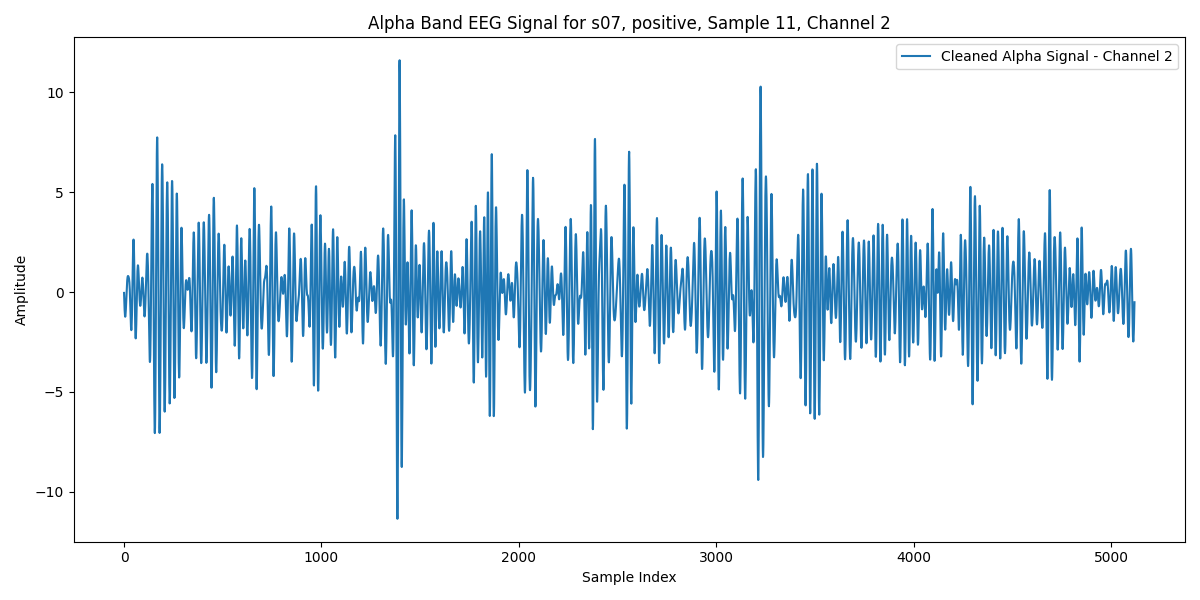 Alpha Band EEG Signal for s07, positive, Sample 11, Channel 2
Cleaned Alpha Signal - Channel 2
10
5
0
−5
−10
Amplitude
0 1000 2000 3000 4000 5000
Sample Index